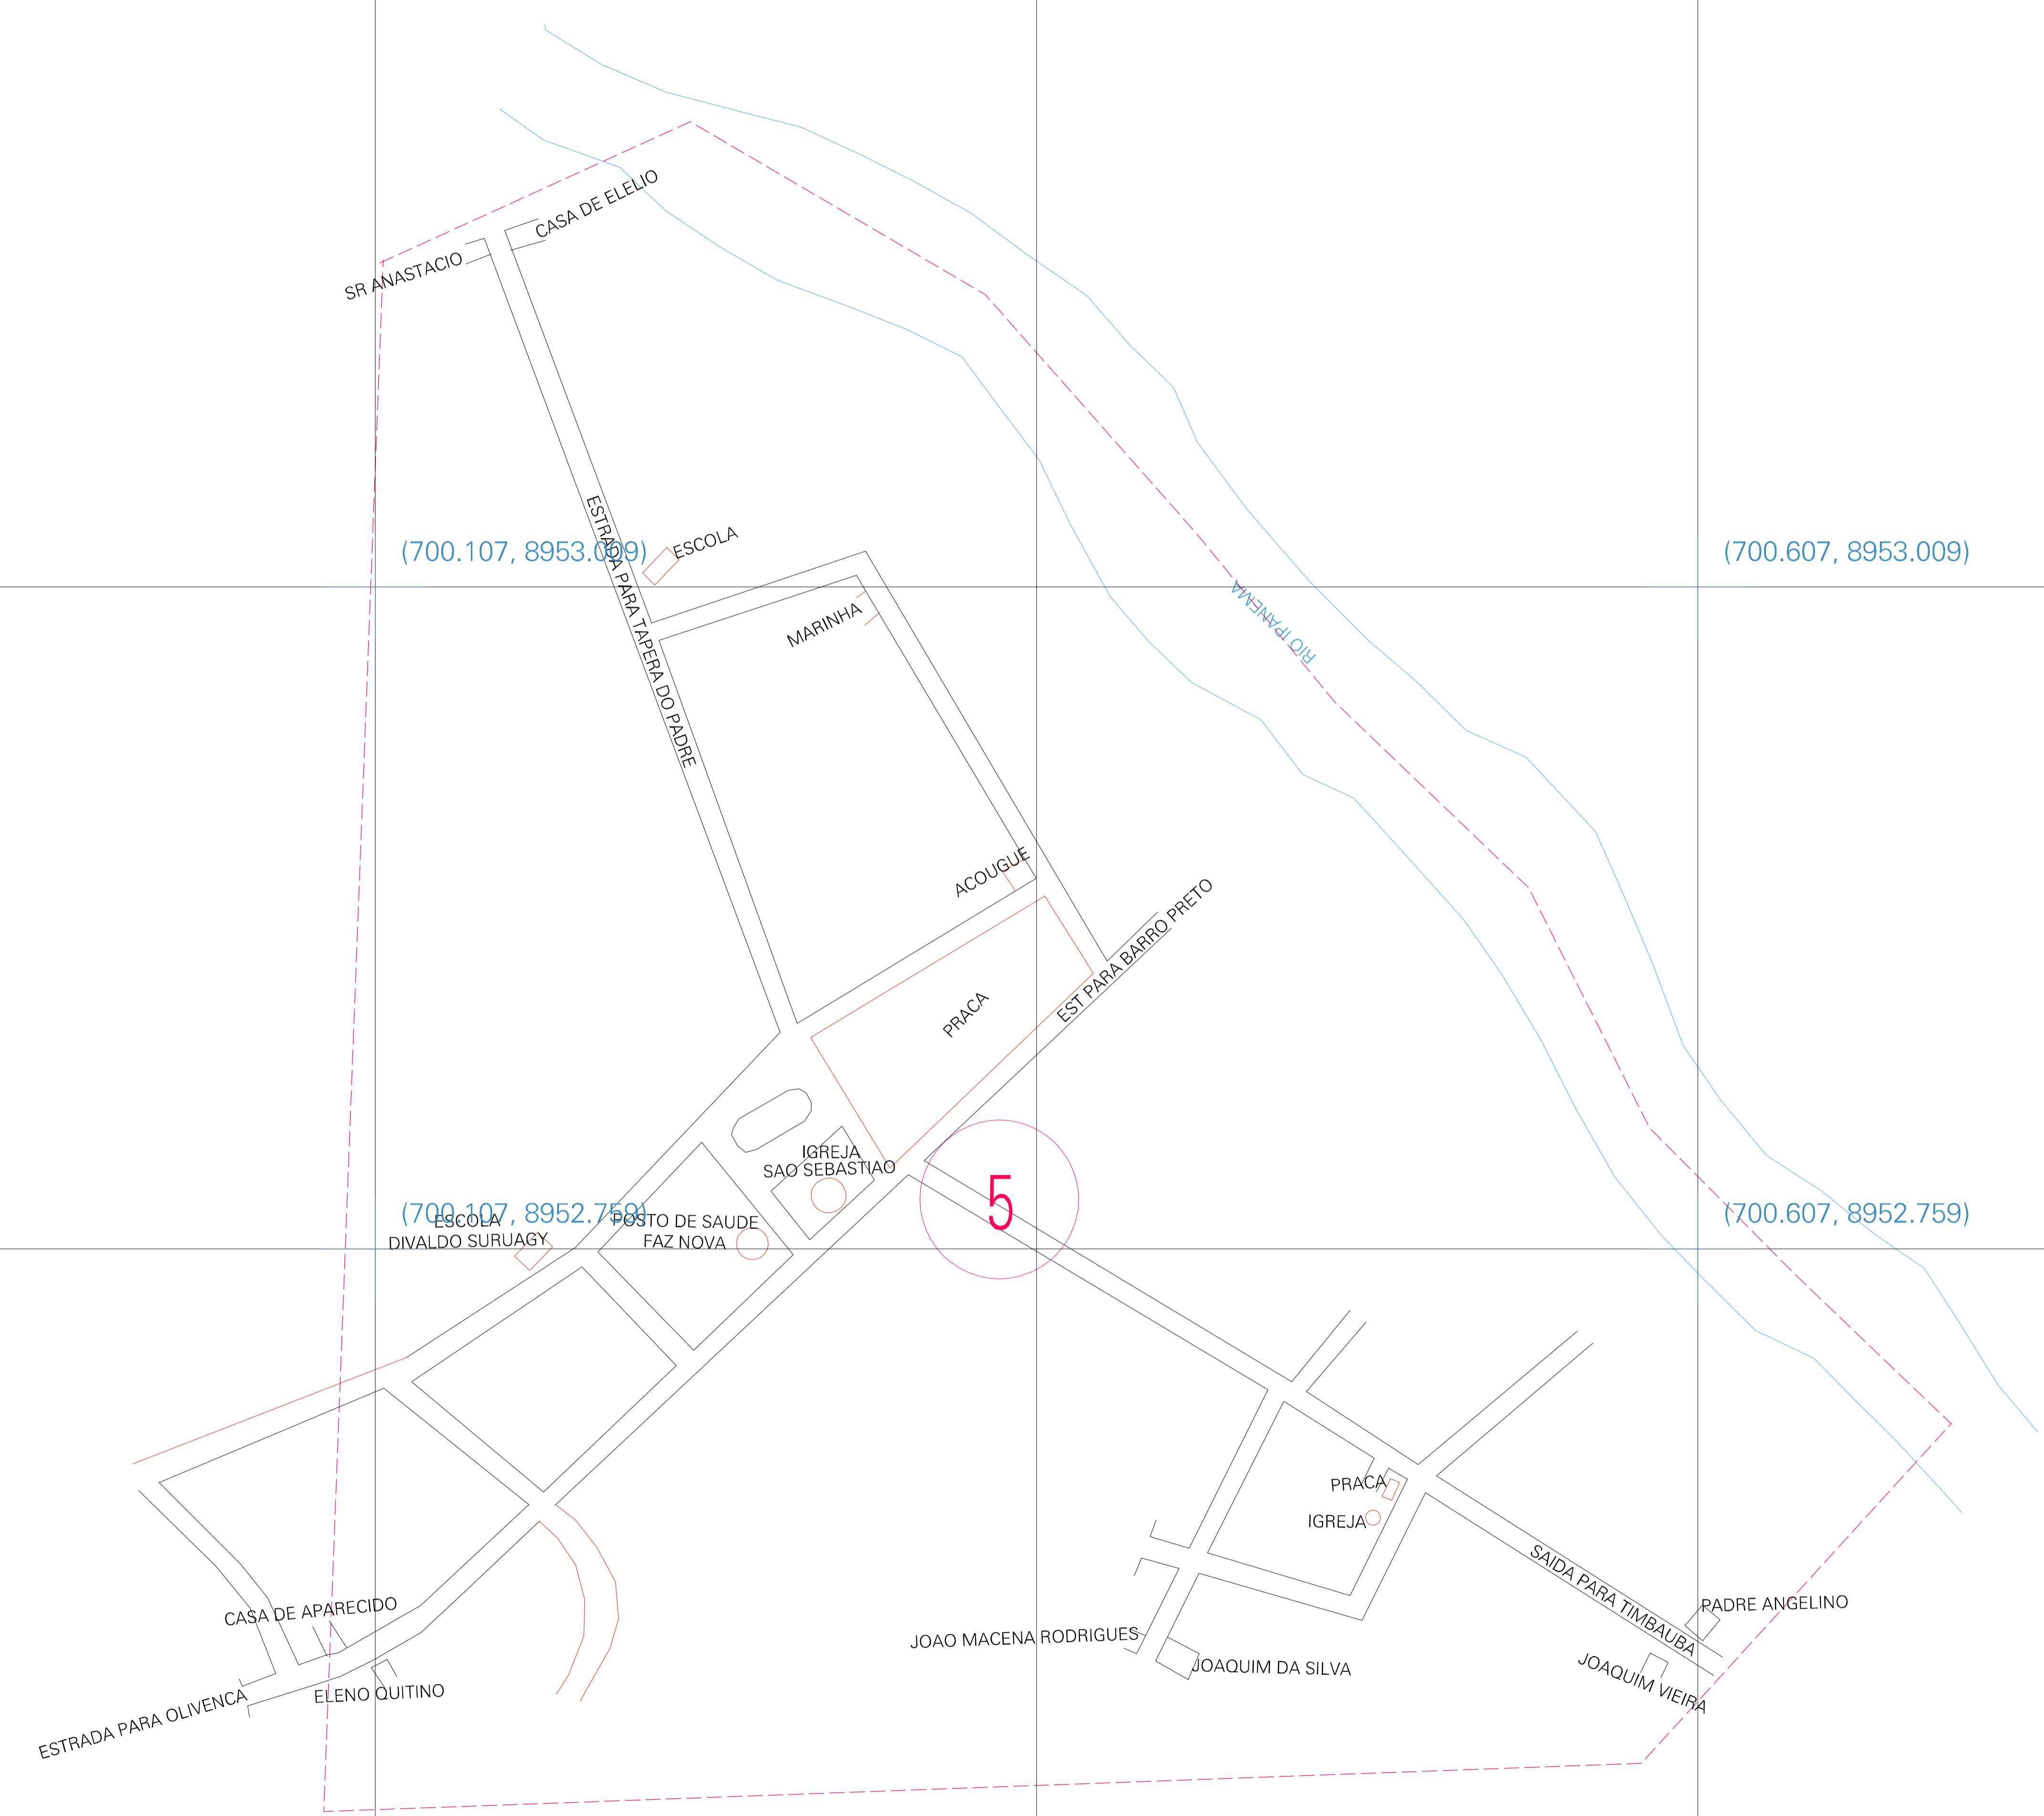 CASA DE ELELIO
SR ANASTACIO
ESTRADA PARA TAPERA DO PADRE
(700.107, 8953.009)
ESCOLA
(700.607, 8953.009)
RIO IPANEMA
MARINHA
ACOUGUE
EST PARA BARRO PRETO
PRACA
IGREJA
SAO SEBASTIAO
5
(700.107, 8952.759)
(700.607, 8952.759)
ESCOLA
DIVALDO SURUAGY
POSTO DE SAUDE
FAZ NOVA
PRACA
IGREJA
SAIDA PARA TIMBAUBA
PADRE ANGELINO
CASA DE APARECIDO
JOAO MACENA RODRIGUES
JOAQUIM DA SILVA
JOAQUIM VIEIRA
ELENO QUITINO
ESTRADA PARA OLIVENCA